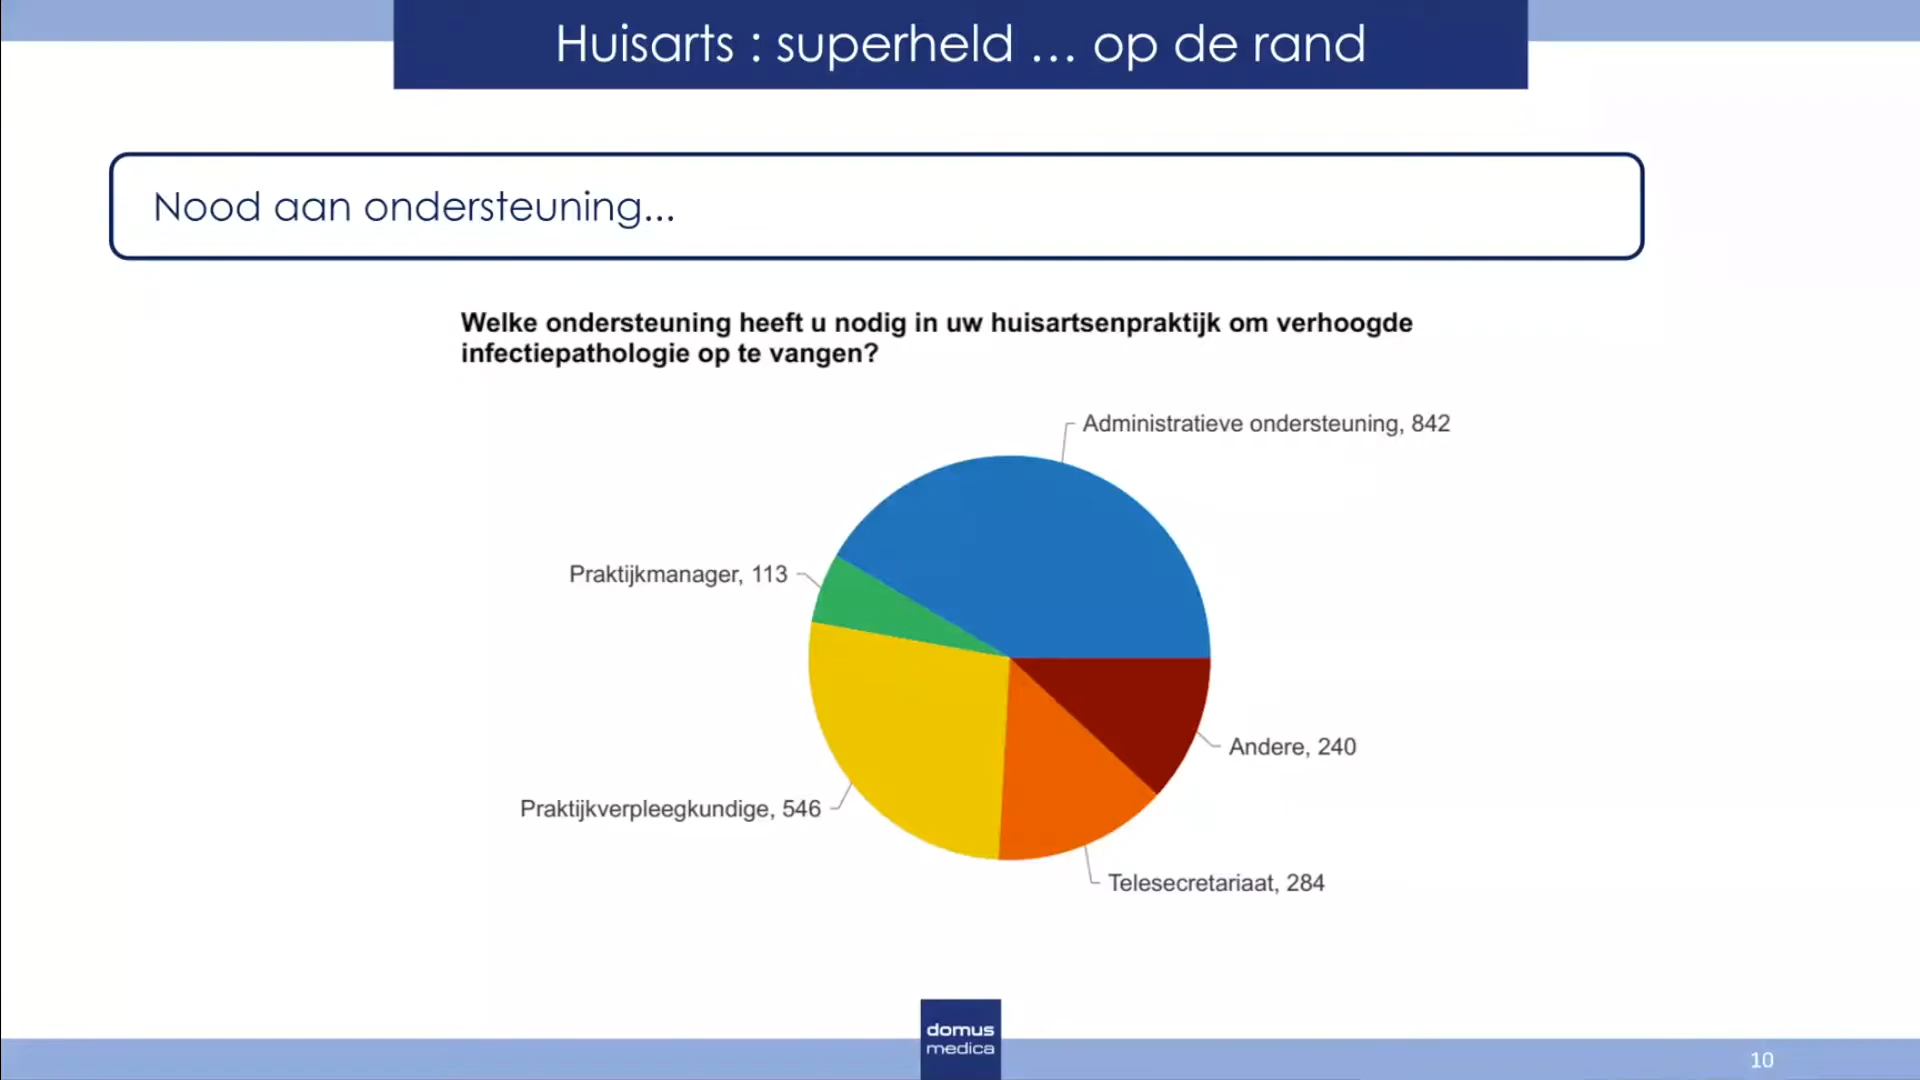 Huisarts : superheld ... op de rand
Nood aan ondersteuning...
Welke ondersteuning heeft u nodig in uw huisartsenpraktijk om verhoogde
infectiepathologie op te vangen?
Administratieve ondersteuning, 842
Praktijkmanager, 113
Andere, 240
Praktijkverpleegkundige, 546
Telesecretariaat, 284
domus
medica
10